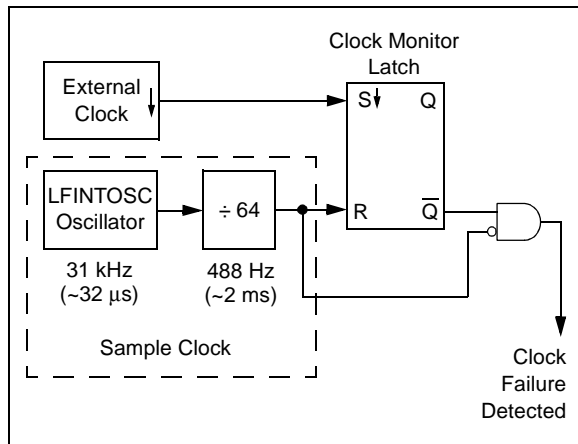 Clock Monitor
Latch
External
Clock
S
Q
LFINTOSC
Oscillator
÷ 64
R
Q
31 kHz
(~32 μs)
488 Hz
(~2 ms)
Sample Clock
Clock
Failure
Detected